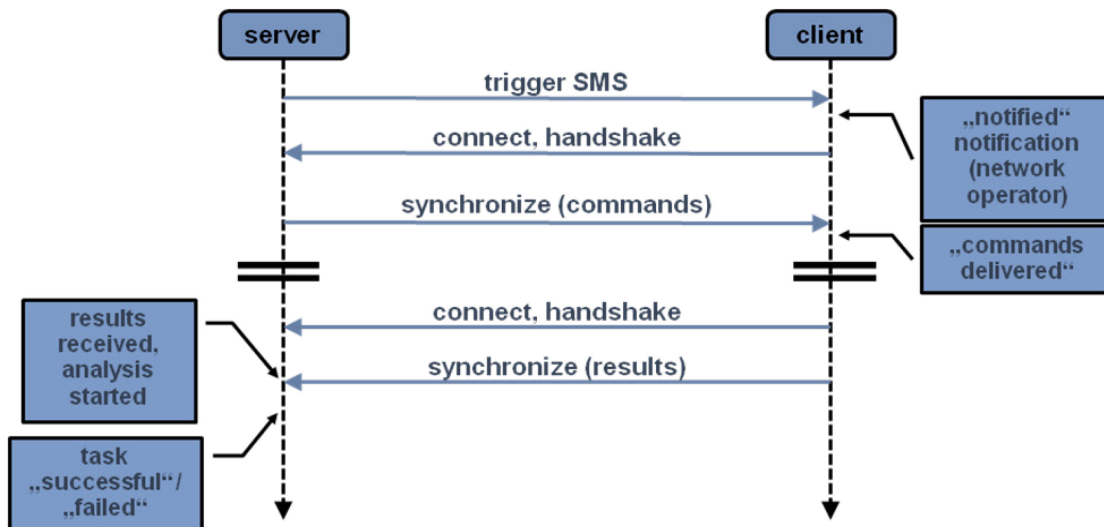 server
client
trigger SMS
„notified“
notification
(network
operator)
connect, handshake
synchronize (commands)
„commands
delivered“
connect, handshake
results
received,
analysis
started
synchronize (results)
task
„successful“/
„failed“